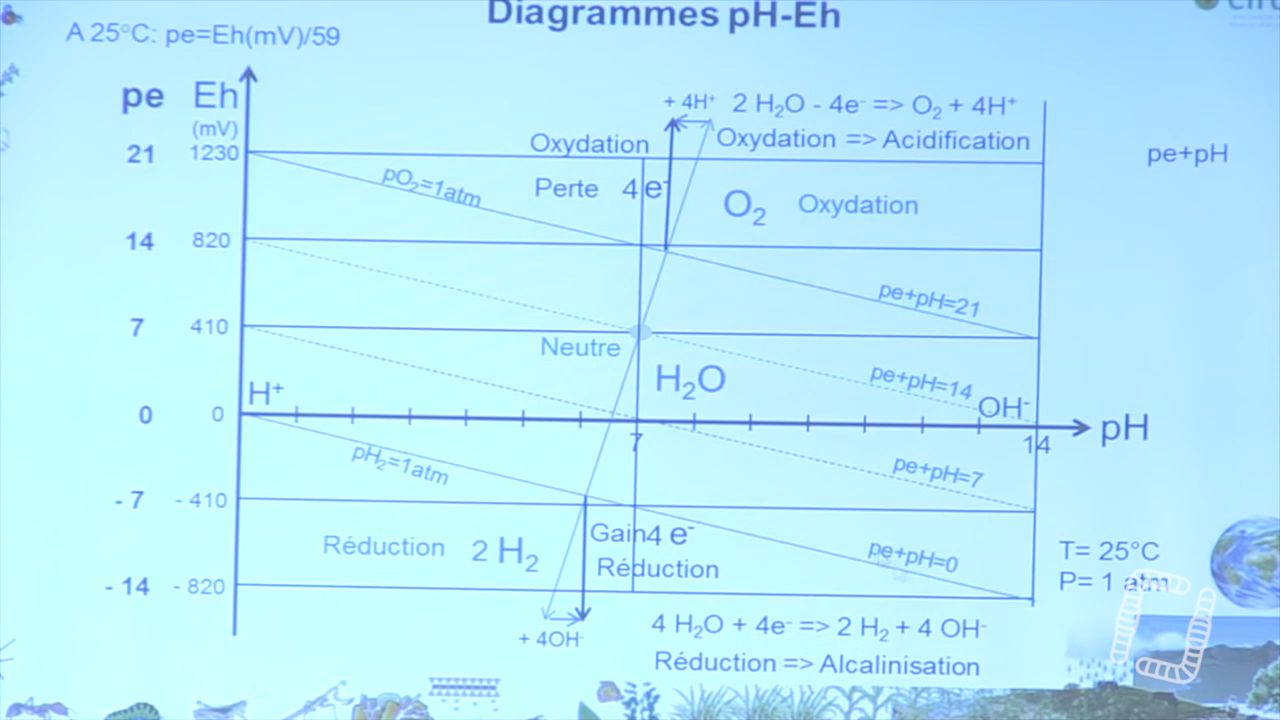 Diagrammes pH-Eh
A 25°C: pe=Eh(mV)/59
pe Eh
(mV)
+ 4H⁺ 2 H₂O - 4e⁻ => O₂ + 4H⁺
Oxydation Oxydation => Acidification
21 1230
pe+pH
pO₂=1atm
Perte 4 e⁻
O₂ Oxydation
14 820
pe+pH=21
7 410
Neutre
H₂O
pe+pH=14
H⁺
OH⁻
0 0
pH
7
14
pH₂=1atm
pe+pH=7
- 7 - 410
Réduction 2 H₂
Gain4 e⁻
Réduction
pe+pH=0
T= 25°C
P= 1 atm
- 14 - 820
+ 4OH⁻
4 H₂O + 4e⁻ => 2 H₂ + 4 OH⁻
Réduction => Alcalinisation